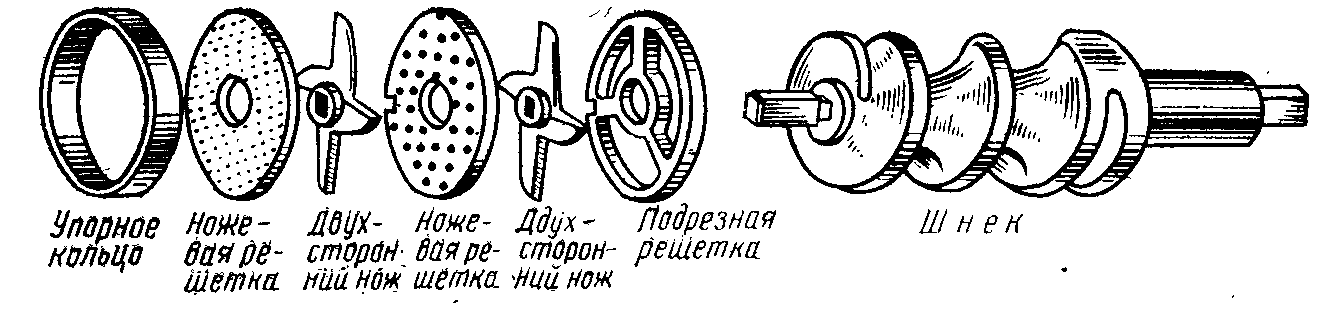 Упорное
кольцо
Ноже-
вая ре-
шетка
Двух-
сторон-
ний нож
Ноже-
вая ре-
шетка
Двух-
сторон-
ний нож
Подрезная
решетка
Шнек